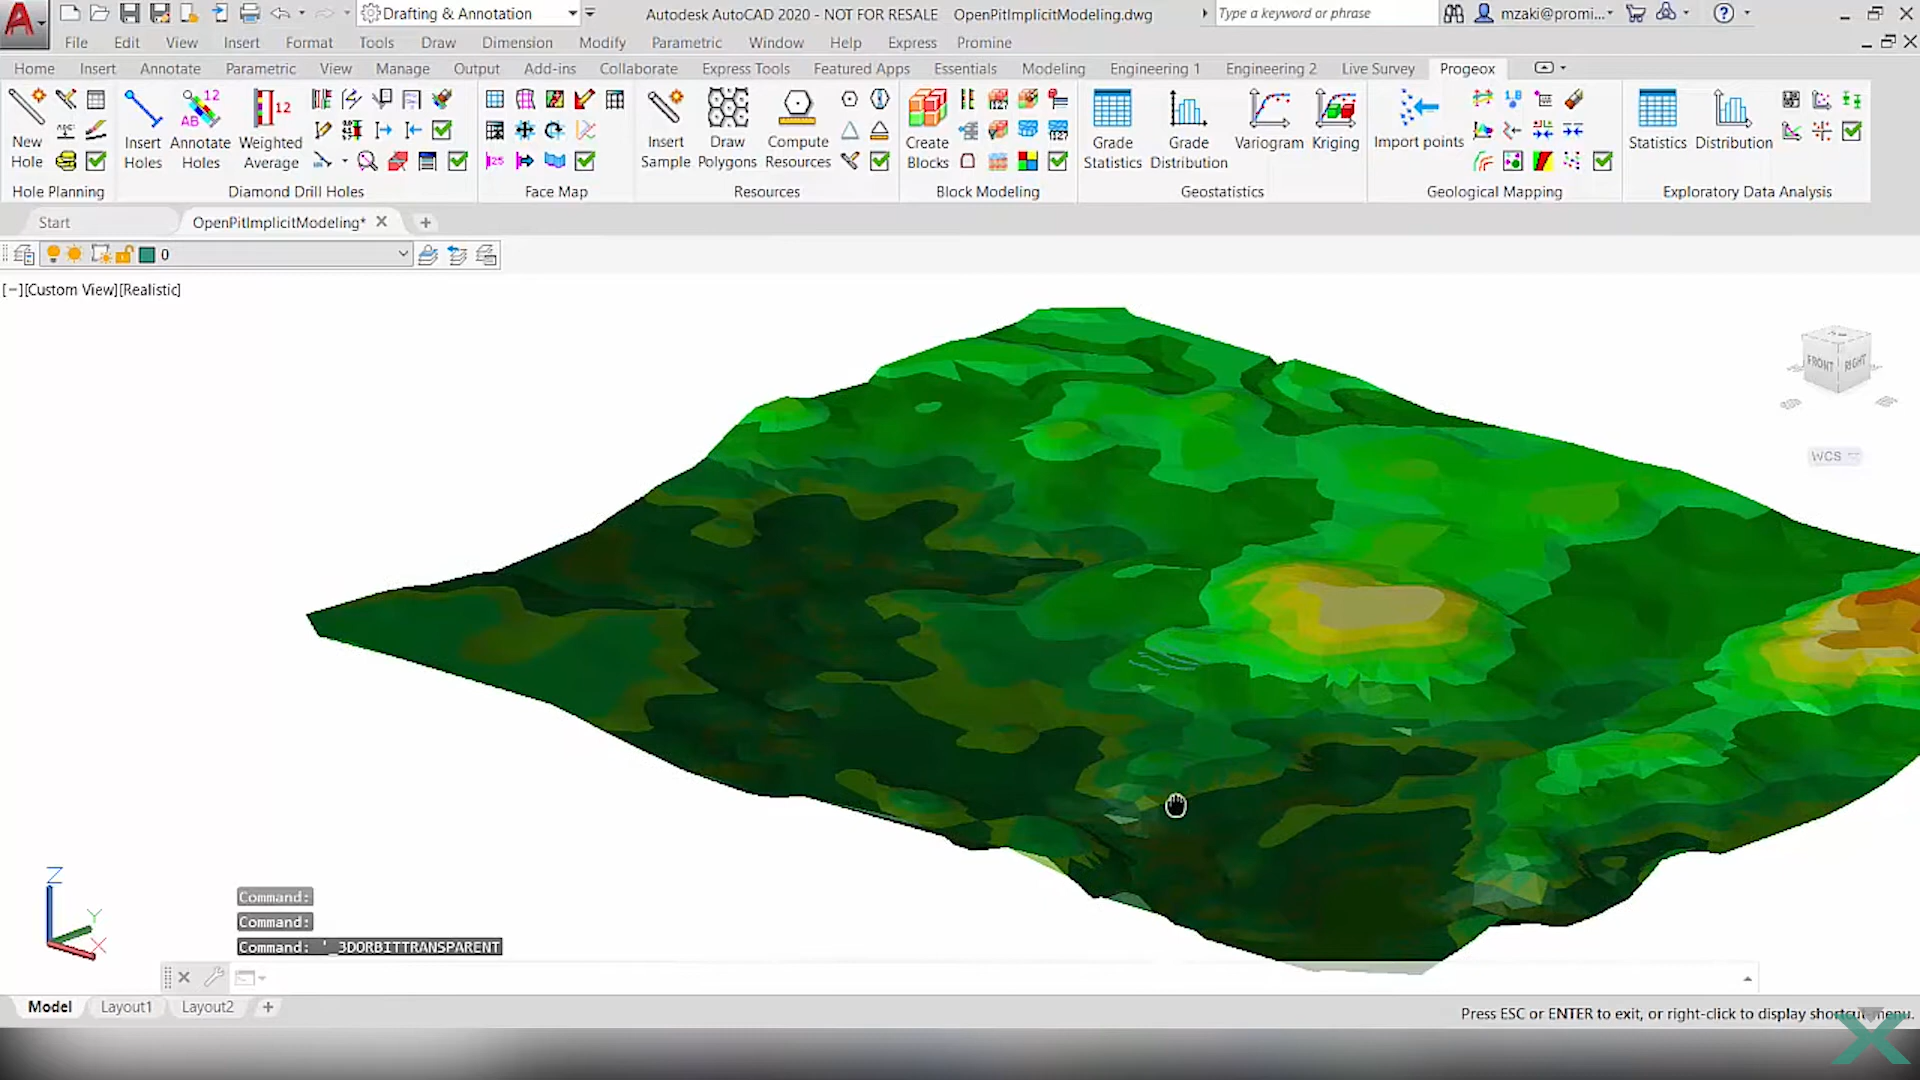 Drafting & Annotation
Autodesk AutoCAD 2020 - NOT FOR RESALE OpenPitImplicitModeling.dwg
Type a keyword or phrase
mzaki@promi...
File Edit View Insert Format Tools Draw Dimension Modify Parametric Window Help Express Promine
Home Insert Annotate Parametric View Manage Output Add-ins Collaborate Express Tools Featured Apps Essentials Modeling Engineering 1 Engineering 2 Live Survey Progeox
New Hole
Insert Holes
Annotate Holes
Weighted Average
Insert Sample
Draw Polygons
Compute Resources
Create Blocks
Grade Statistics
Grade Distribution
Variogram
Kriging
Import points
Statistics
Distribution
Hole Planning
Diamond Drill Holes
Face Map
Resources
Block Modeling
Geostatistics
Geological Mapping
Exploratory Data Analysis
Start
OpenPitImplicitModeling*
0
[−][Custom View][Realistic]
FRONT
RIGHT
WCS
Z
Y
X
Command:
Command:
Command: '_3DORBITTRANSPARENT
Model Layout1 Layout2
Press ESC or ENTER to exit, or right-click to display shortcut-menu.